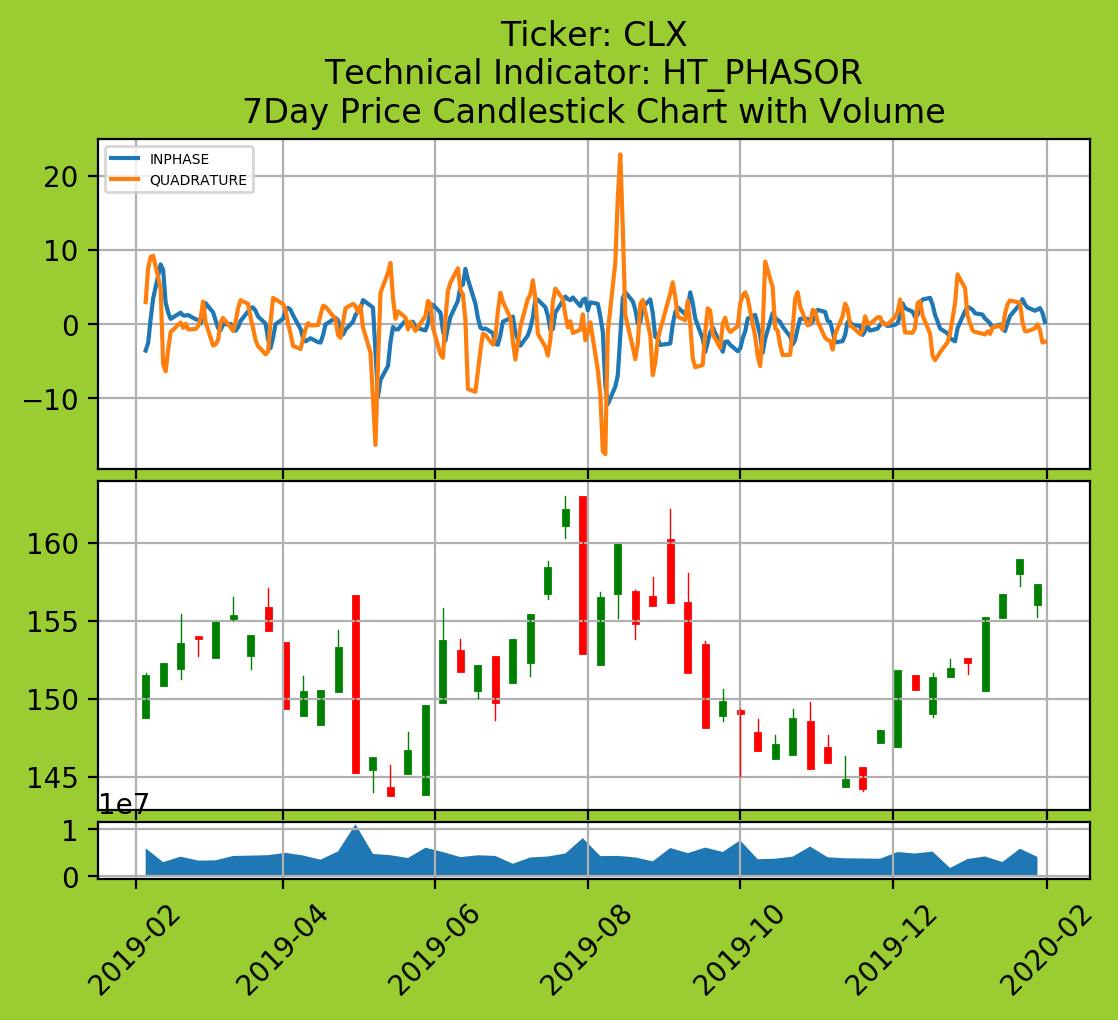 Ticker: CLX
Technical Indicator: HT_PHASOR
7Day Price Candlestick Chart with Volume
INPHASE
QUADRATURE
20
10
0
−10
160
155
150
145
1e7
1
0
2019-02
2019-04
2019-06
2019-08
2019-10
2019-12
2020-02